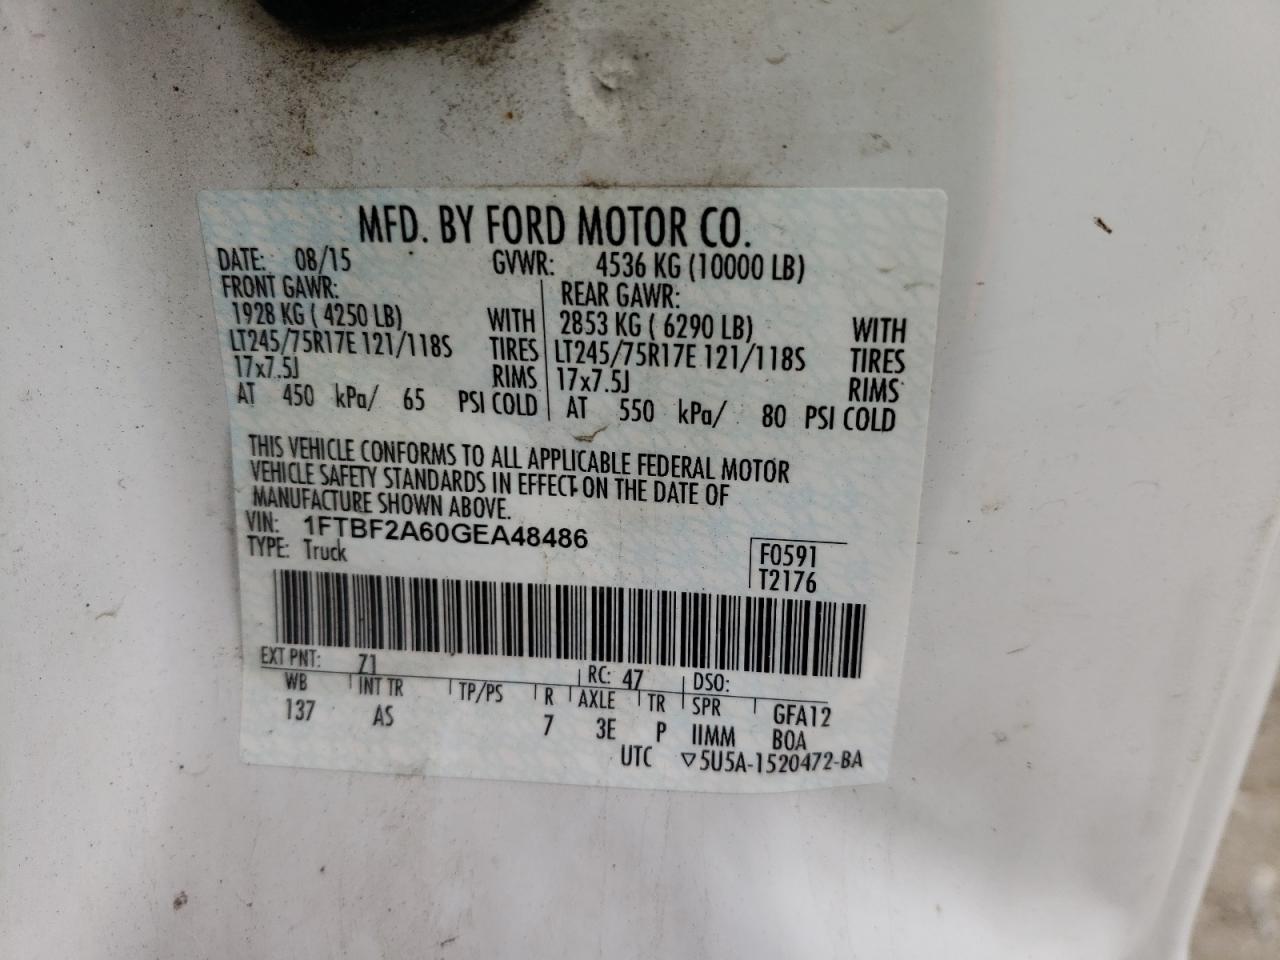 MFD. BY FORD MOTOR CO.
DATE: 08/15 GVWR: 4536 KG (10000 LB)
FRONT GAWR:
1928 KG ( 4250 LB) WITH
LT245/75R17E 121/118S TIRES
17x7.5J RIMS
AT 450 kPa/ 65 PSI COLD
REAR GAWR:
2853 KG ( 6290 LB) WITH
LT245/75R17E 121/118S TIRES
17x7.5J RIMS
AT 550 kPa/ 80 PSI COLD
THIS VEHICLE CONFORMS TO ALL APPLICABLE FEDERAL MOTOR
VEHICLE SAFETY STANDARDS IN EFFECT ON THE DATE OF
MANUFACTURE SHOWN ABOVE.
VIN: 1FTBF2A60GEA48486
TYPE: Truck
F0591
T2176
EXT PNT: Z1 RC: 47 DSO:
WB INT TR TP/PS R AXLE TR SPR GFA12
137 AS 7 3E P IIMM BOA
UTC ▽5U5A-1520472-BA